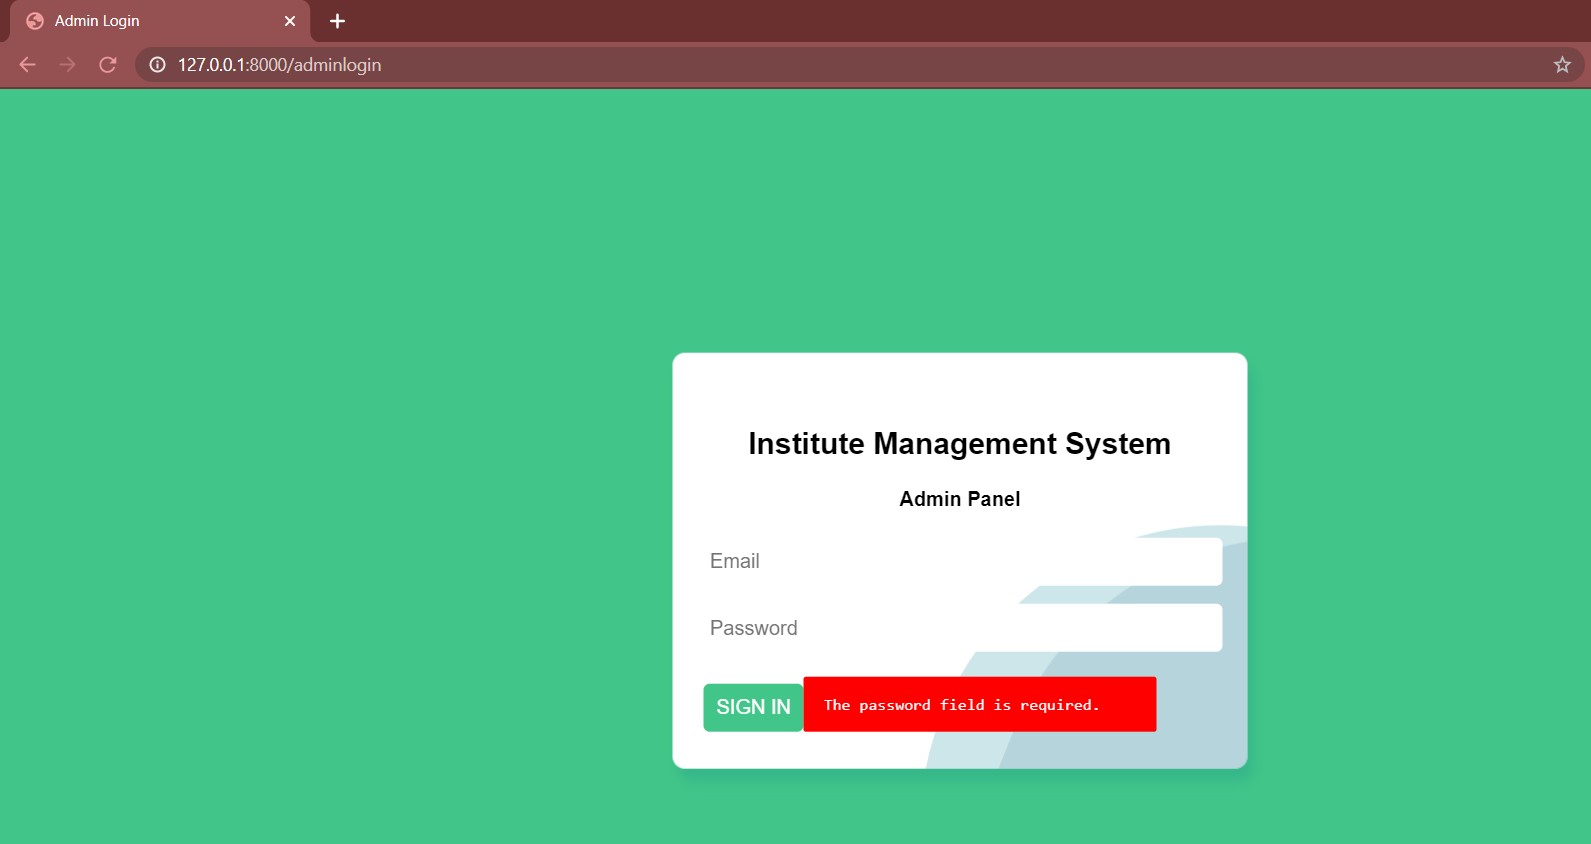 Admin Login
127.0.0.1:8000/adminlogin
Institute Management System
Admin Panel
Email
Password
SIGN IN
The password field is required.